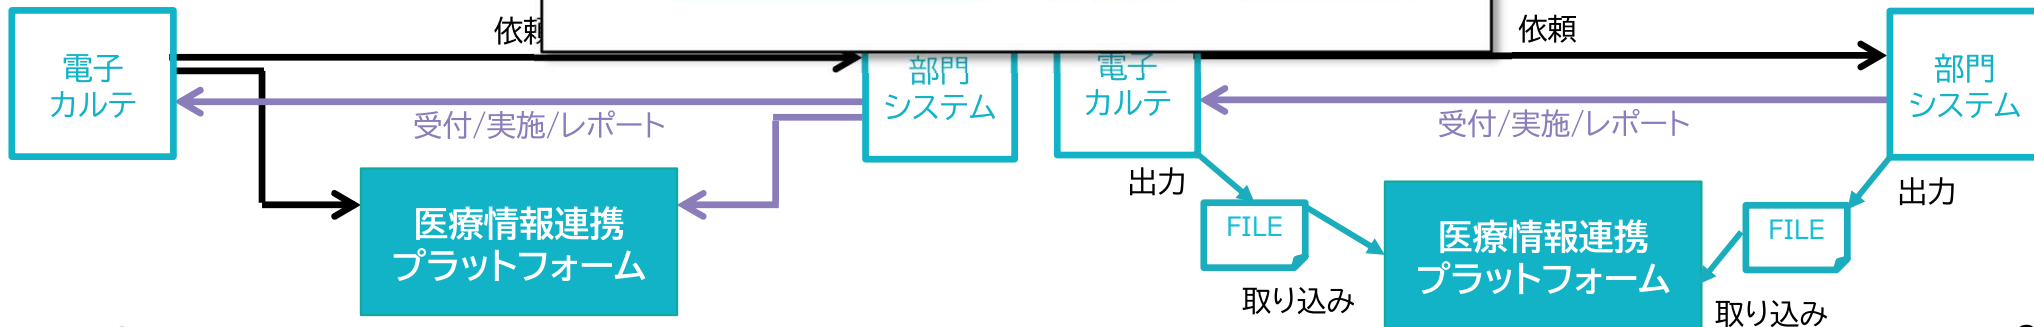 依頼
電子
カルテ
部門
システム
受付/実施/レポート
医療情報連携
プラットフォーム
依頼
電子
カルテ
部門
システム
受付/実施/レポート
出力
FILE
取り込み
医療情報連携
プラットフォーム
出力
FILE
取り込み